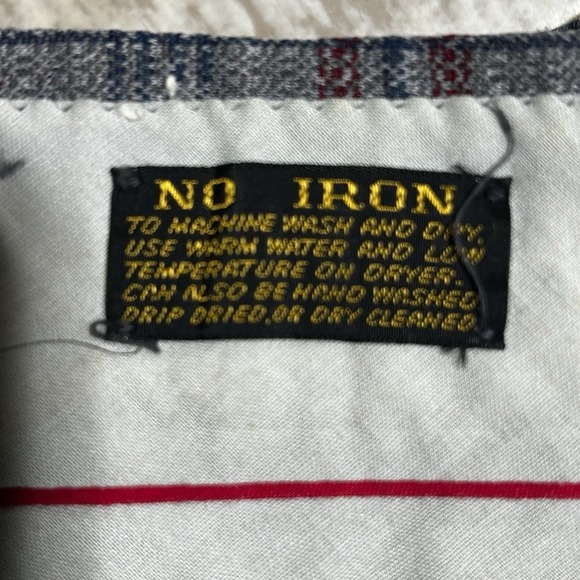 NO IRON
TO MACHINE WASH AND DRY,
USE WARM WATER AND LOW
TEMPERATURE ON DRYER.
CAN ALSO BE HAND WASHED
DRIP DRIED,OR DRY CLEANED.